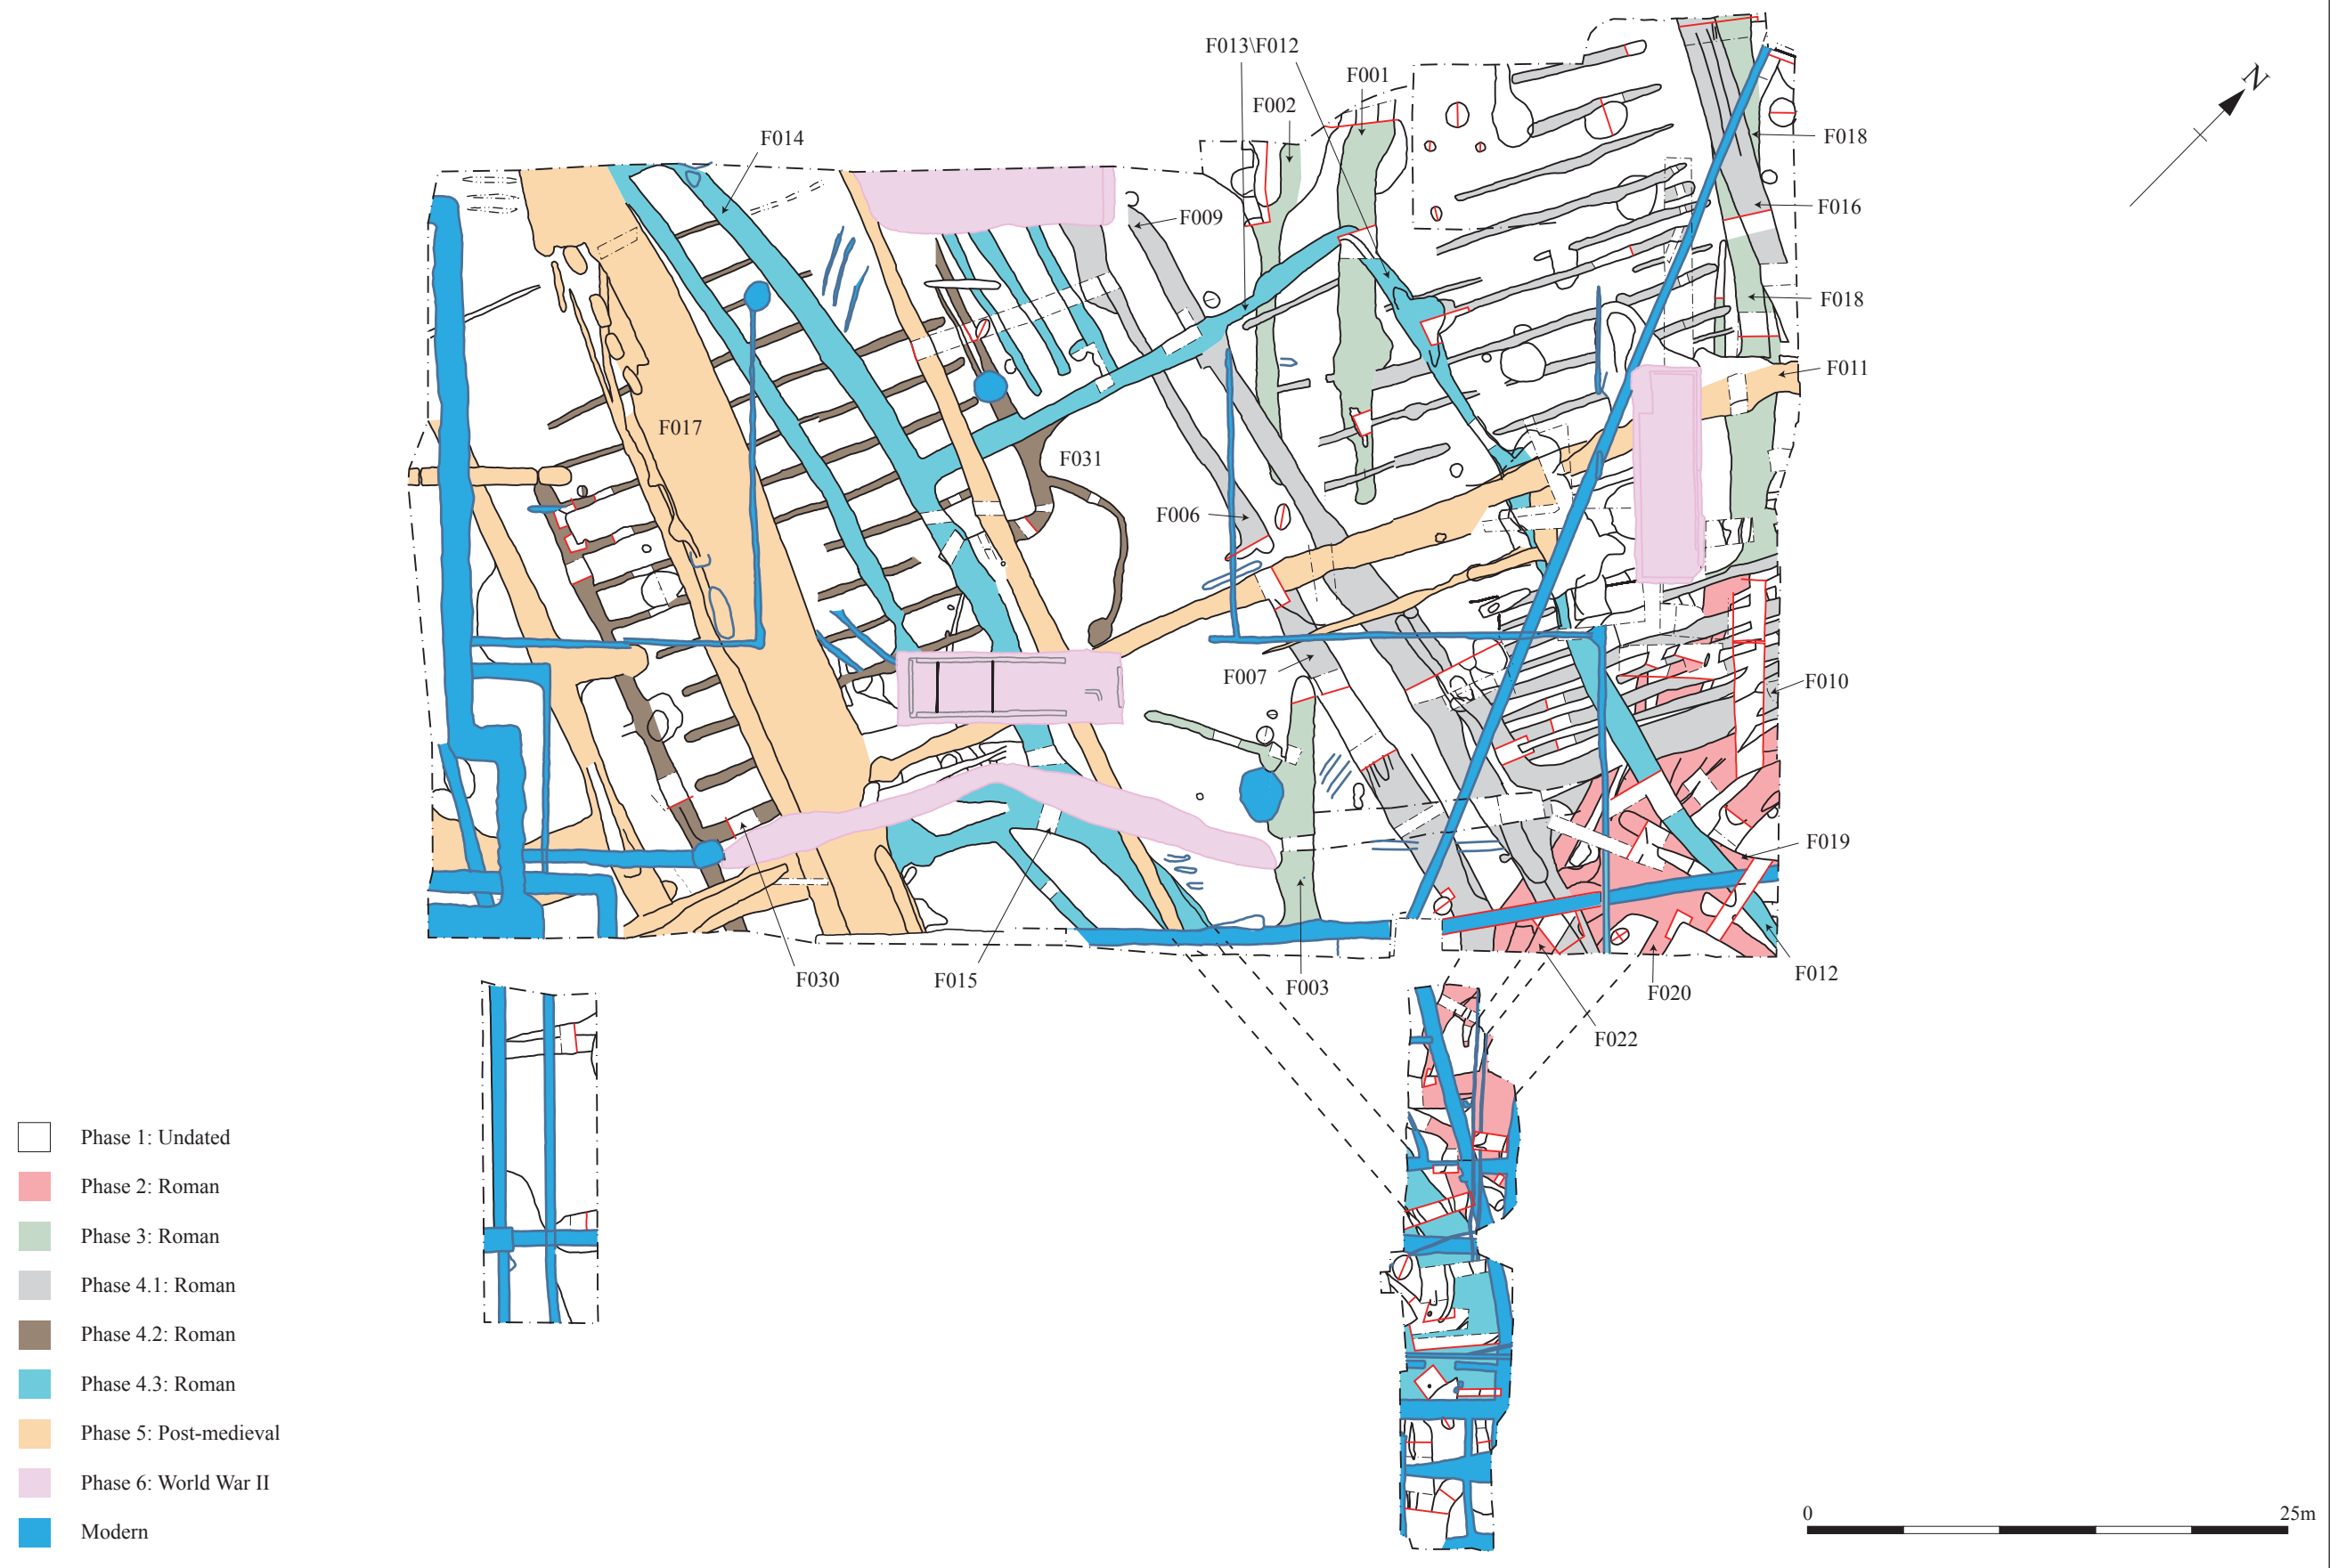 F013\F012
F001
F002
N
F014
F018
F009
F016
F018
F011
F017
F031
F006
F007
F010
F019
F030
F015
F003
F020
F012
F022
Phase 1: Undated
Phase 2: Roman
Phase 3: Roman
Phase 4.1: Roman
Phase 4.2: Roman
Phase 4.3: Roman
Phase 5: Post-medieval
Phase 6: World War II
Modern
0 25m